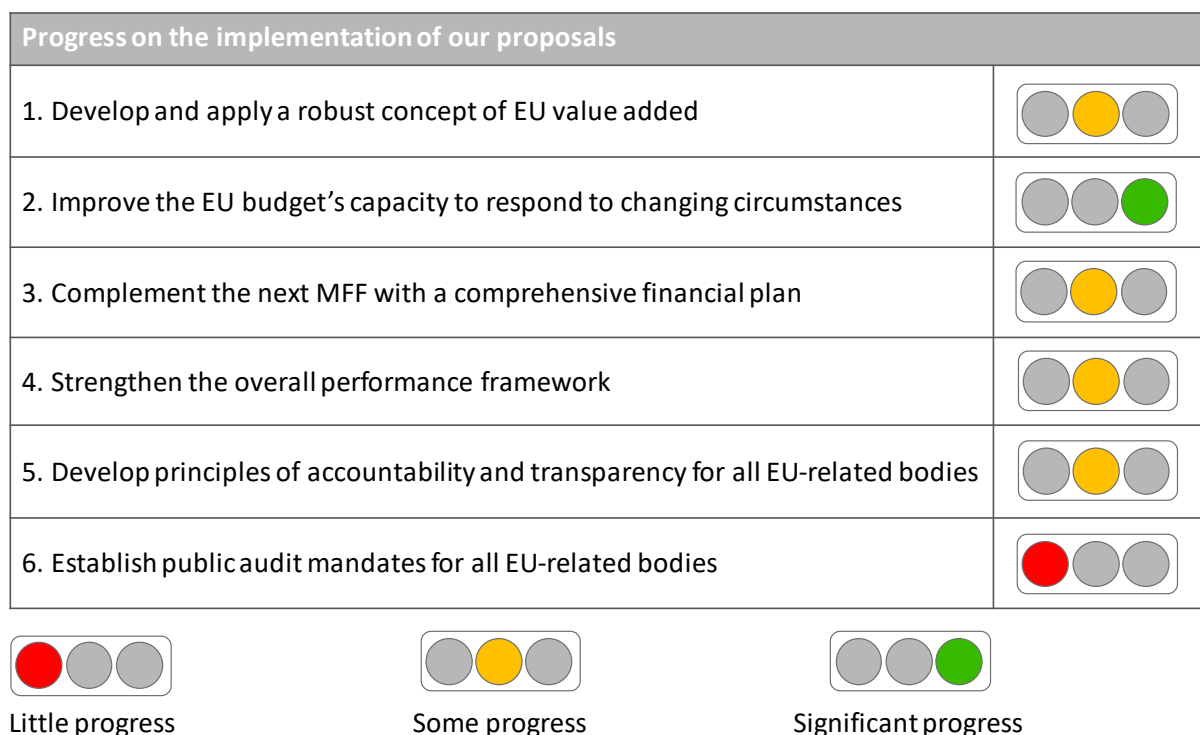 Progress on the implementation of our proposals
1. Develop and apply a robust concept of EU value added
2. Improve the EU budget’s capacity to respond to changing circumstances
3. Complement the next MFF with a comprehensive financial plan
4. Strengthen the overall performance framework
5. Develop principles of accountability and transparency for all EU-related bodies
6. Establish public audit mandates for all EU-related bodies
Little progress
Some progress
Significant progress